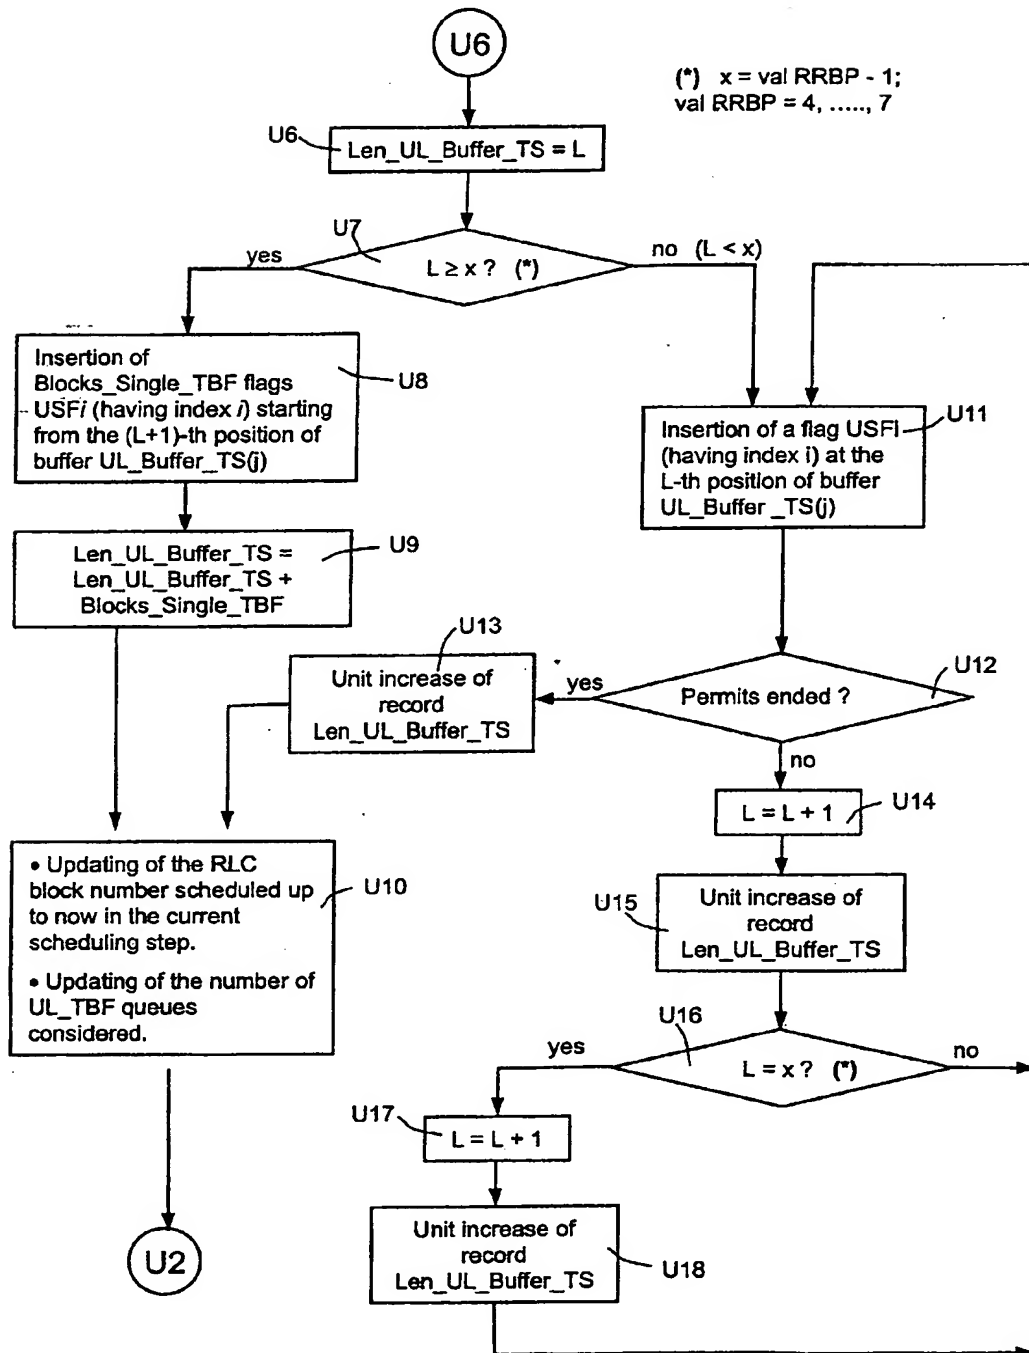 U6
(*) x = val RRBP - 1;
val RRBP = 4, ....., 7
U6
Len_UL_Buffer_TS = L
U7
yes
L ≥ x ? (*)
no (L < x)
Insertion of
Blocks_Single_TBF flags
USFi (having index i) starting
from the (L+1)-th position of
buffer UL_Buffer_TS(j)
U8
U11
Insertion of a flag USFi
(having index i) at the
L-th position of buffer
UL_Buffer _TS(j)
Len_UL_Buffer_TS =
Len_UL_Buffer_TS +
Blocks_Single_TBF
U9
U13
Unit increase of
record
Len_UL_Buffer_TS
yes
Permits ended ?
U12
no
L = L + 1
U14
• Updating of the RLC
block number scheduled up
to now in the current
scheduling step.
• Updating of the number of
UL_TBF queues
considered.
U10
U15
Unit increase of
record
Len_UL_Buffer_TS
U16
yes
L = x ? (*)
no
U17
L = L + 1
Unit increase of
record
Len_UL_Buffer_TS
U18
U2